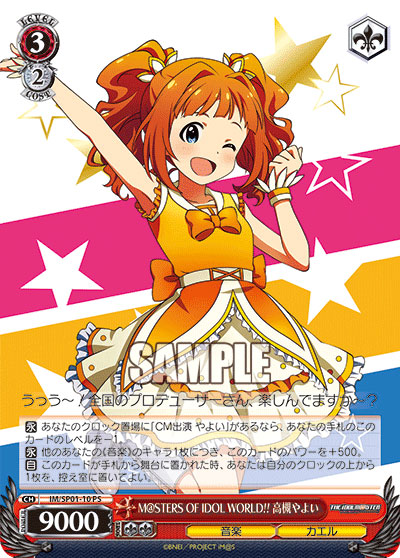 LEVEL
3
2
COST
SAMPLE
うっうー!全国のプロデューサーさん、楽しんでますかー?
永 あなたのクロック置場に「CM出演 やよい」があるなら、あなたの手札のこの
カードのレベルを-1。
永 他のあなたの《音楽》のキャラ1枚につき、このカードのパワーを+500。
自 このカードが手札から舞台に置かれた時、あなたは自分のクロックの上から
1枚を、控え室に置いてよい。
CH IM/SP01-10 PS
M@STERS OF IDOL WORLD!! 高槻やよい
THE IDOLM@STER
POWER
9000
音楽 カエル
©BNEI/PROJECT iM@S